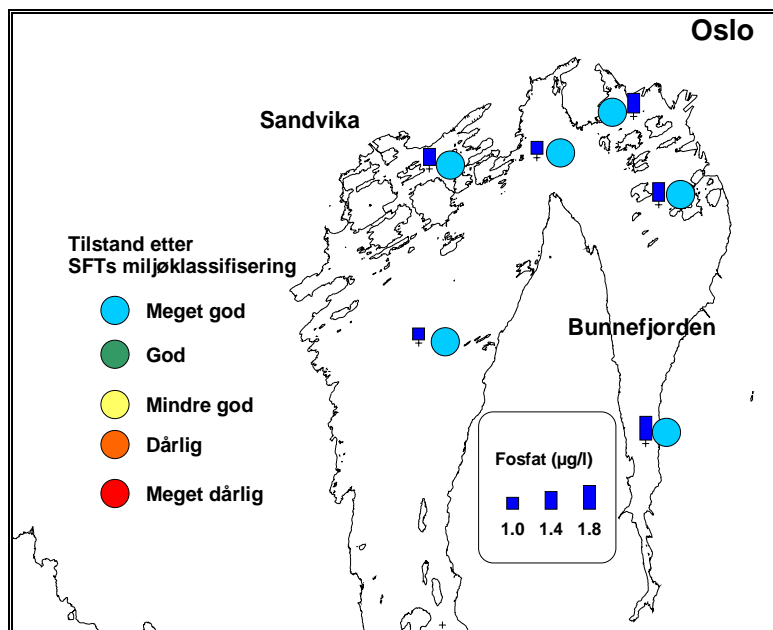 Oslo
Sandvika
Tilstand etter
SFTs miljøklassifisering
Meget god
God
Mindre god
Dårlig
Meget dårlig
Bunnefjorden
Fosfat (µg/l)
1.0 1.4 1.8